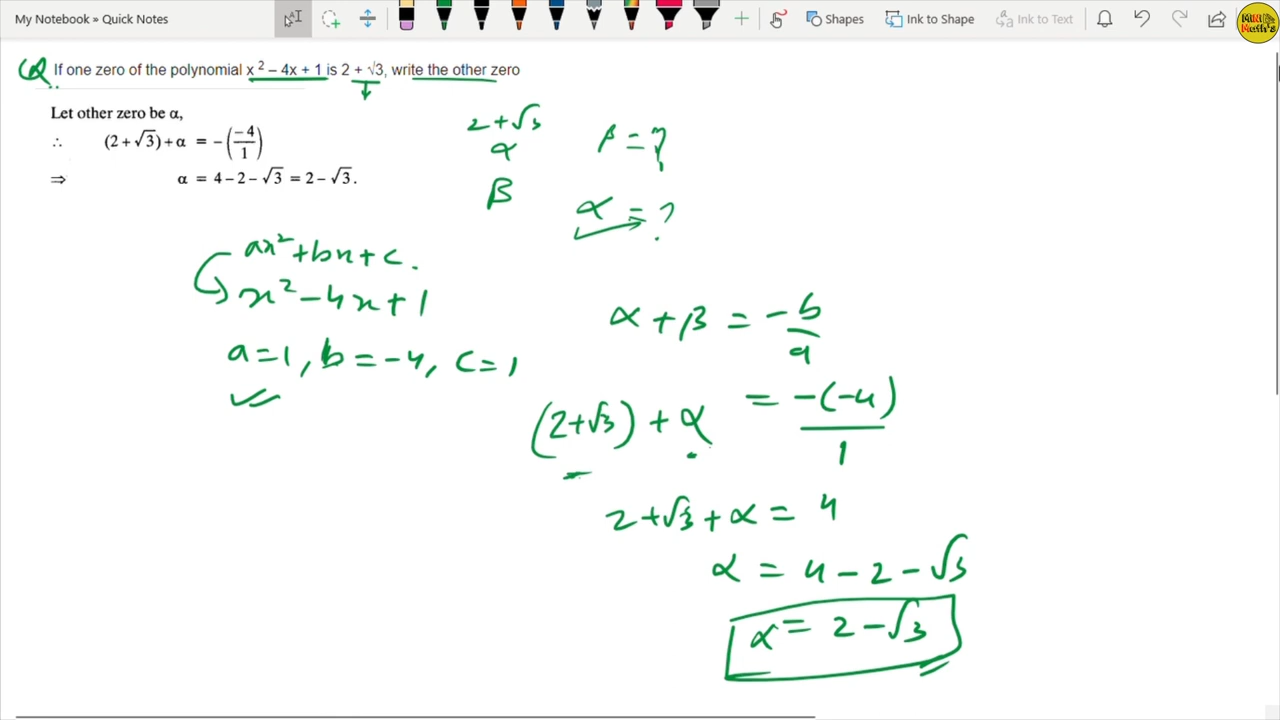 My Notebook » Quick Notes
Shapes
Ink to Shape
Ink to Text
MKR Math's
Q. If one zero of the polynomial x² – 4x + 1 is 2 + √3, write the other zero
Let other zero be α,
∴ (2 + √3) + α = –(–4/1)
⇒ α = 4 – 2 – √3 = 2 – √3.
2+√3
α
β
β = ?
α = ?
ax²+bx+c.
x²-4x+1
a=1, b=-4, c=1
α+β = -b/a
(2+√3) + α = -(-4)/1
2+√3+α = 4
α = 4-2-√3
α = 2-√3